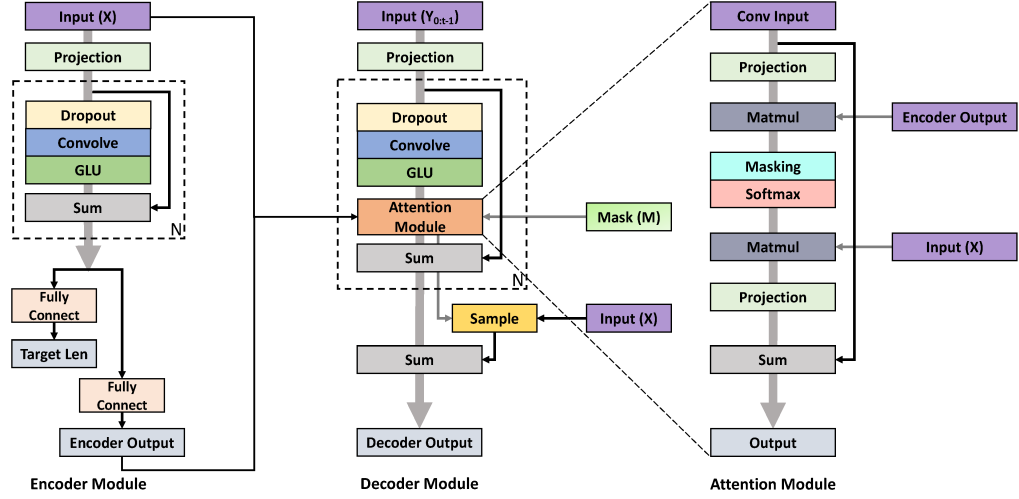 Input (X)
Projection
Dropout
Convolve
GLU
Sum
N
Fully
Connect
Target Len
Fully
Connect
Encoder Output
Encoder Module
Input (Y0:t-1)
Projection
Dropout
Convolve
GLU
Attention
Module
Mask (M)
Sum
N
Sample
Input (X)
Sum
Decoder Output
Decoder Module
Conv Input
Projection
Matmul
Encoder Output
Masking
Softmax
Matmul
Input (X)
Projection
Sum
Output
Attention Module